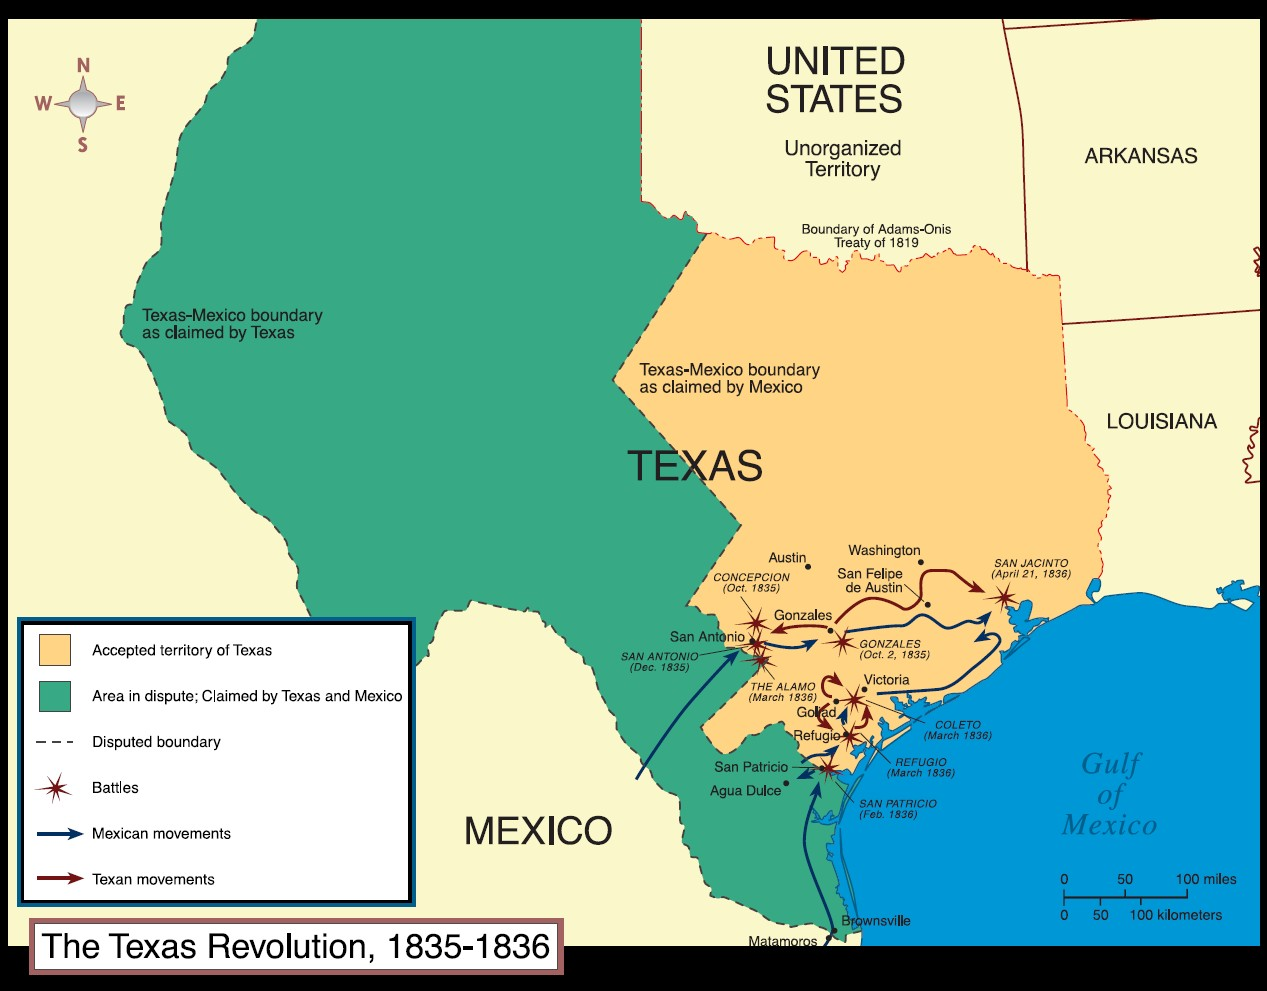 N
W
E
S
UNITED
STATES
Unorganized
Territory
ARKANSAS
Boundary of Adams-Onis
Treaty of 1819
Texas-Mexico boundary
as claimed by Texas
Texas-Mexico boundary
as claimed by Mexico
LOUISIANA
TEXAS
Austin
Washington
San Felipe
de Austin
SAN JACINTO
(April 21, 1836)
CONCEPCION
(Oct. 1835)
Gonzales
San Antonio
SAN ANTONIO
(Dec. 1835)
GONZALES
(Oct. 2, 1835)
THE ALAMO
(March 1836)
Victoria
Goliad
COLETO
(March 1836)
Refugio
REFUGIO
(March 1836)
San Patricio
Agua Dulce
SAN PATRICIO
(Feb. 1836)
MEXICO
Gulf
of
Mexico
Brownsville
Matamoros
0 50 100 miles
0 50 100 kilometers
Accepted territory of Texas
Area in dispute; Claimed by Texas and Mexico
Disputed boundary
Battles
Mexican movements
Texan movements
The Texas Revolution, 1835-1836